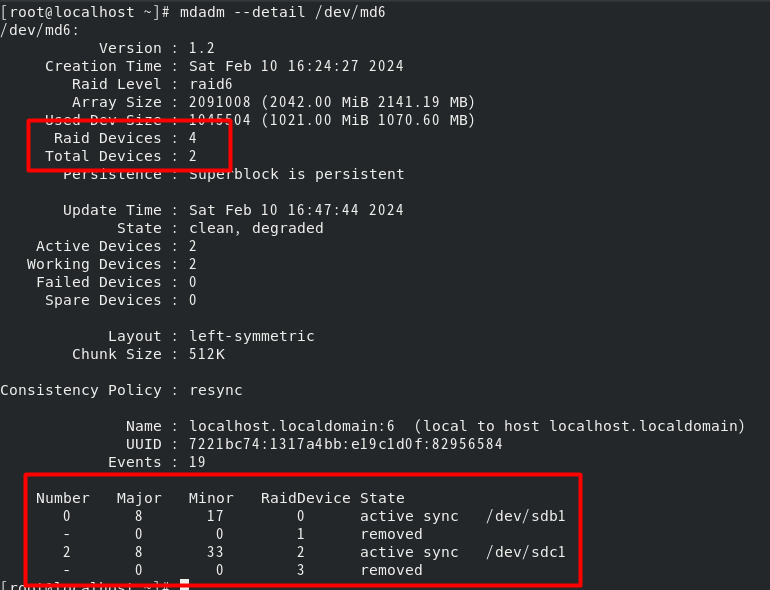 [root@localhost ~]# mdadm --detail /dev/md6
/dev/md6:
Version : 1.2
Creation Time : Sat Feb 10 16:24:27 2024
Raid Level : raid6
Array Size : 2091008 (2042.00 MiB 2141.19 MB)
Used Dev Size : 1045504 (1021.00 MiB 1070.60 MB)
Raid Devices : 4
Total Devices : 2
Persistence : Superblock is persistent
Update Time : Sat Feb 10 16:47:44 2024
State : clean, degraded
Active Devices : 2
Working Devices : 2
Failed Devices : 0
Spare Devices : 0
Layout : left-symmetric
Chunk Size : 512K
Consistency Policy : resync
Name : localhost.localdomain:6 (local to host localhost.localdomain)
UUID : 7221bc74:1317a4bb:e19c1d0f:82956584
Events : 19
Number Major Minor RaidDevice State
0 8 17 0 active sync /dev/sdb1
- 0 0 1 removed
2 8 33 2 active sync /dev/sdc1
- 0 0 3 removed
[root@localhost ~]#